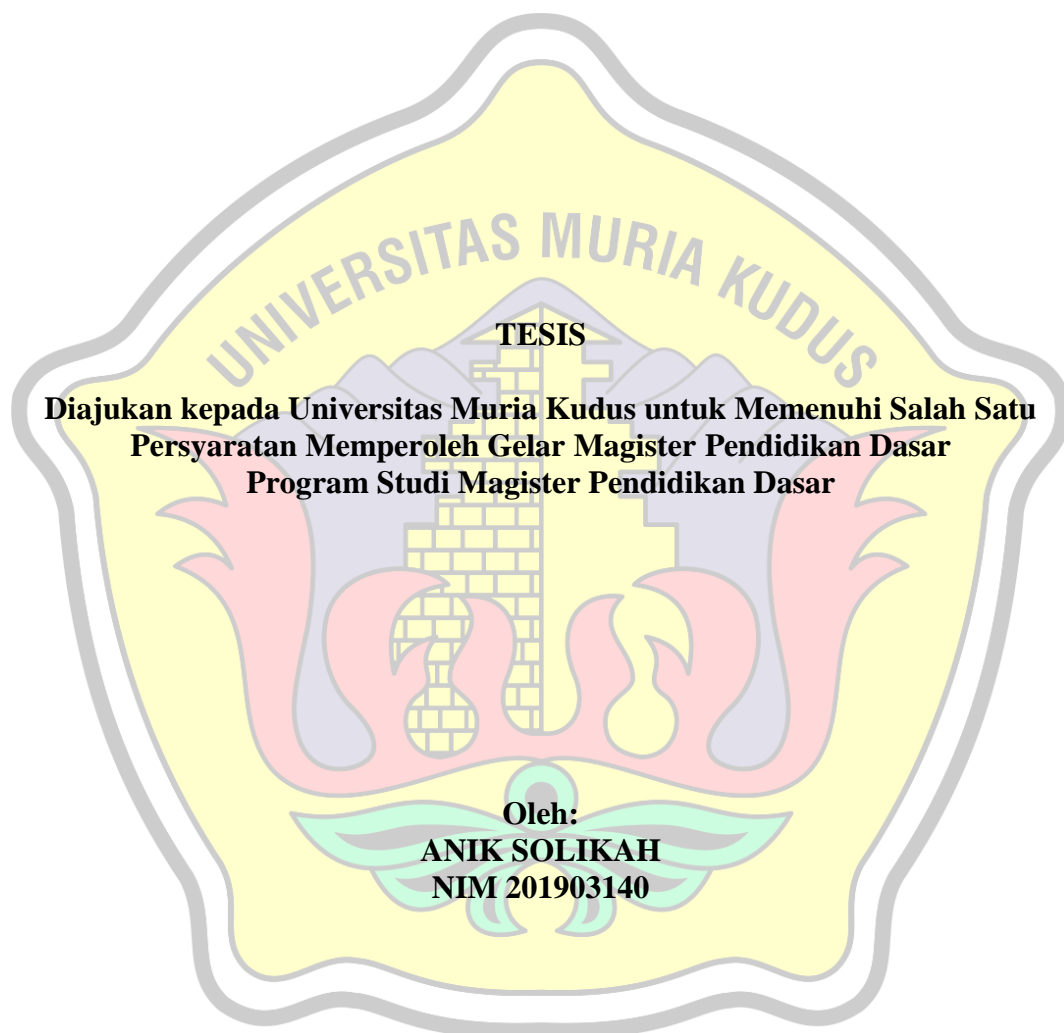 UNIVERSITAS MURIA KUDUS
TESIS
Diajukan kepada Universitas Muria Kudus untuk Memenuhi Salah Satu
Persyaratan Memperoleh Gelar Magister Pendidikan Dasar
Program Studi Magister Pendidikan Dasar
Oleh:
ANIK SOLIKAH
NIM 201903140